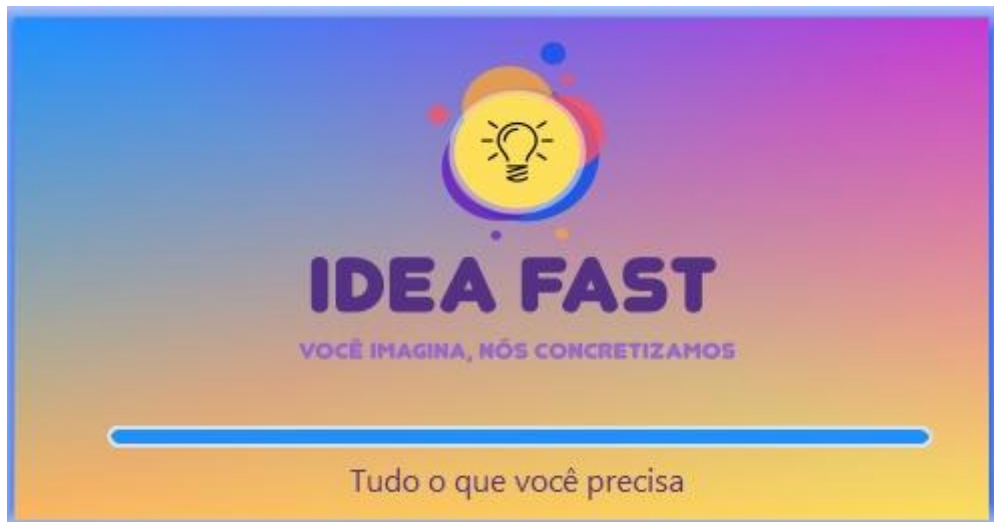 IDEA FAST
VOCÊ IMAGINA, NÓS CONCRETIZAMOS
Tudo o que você precisa